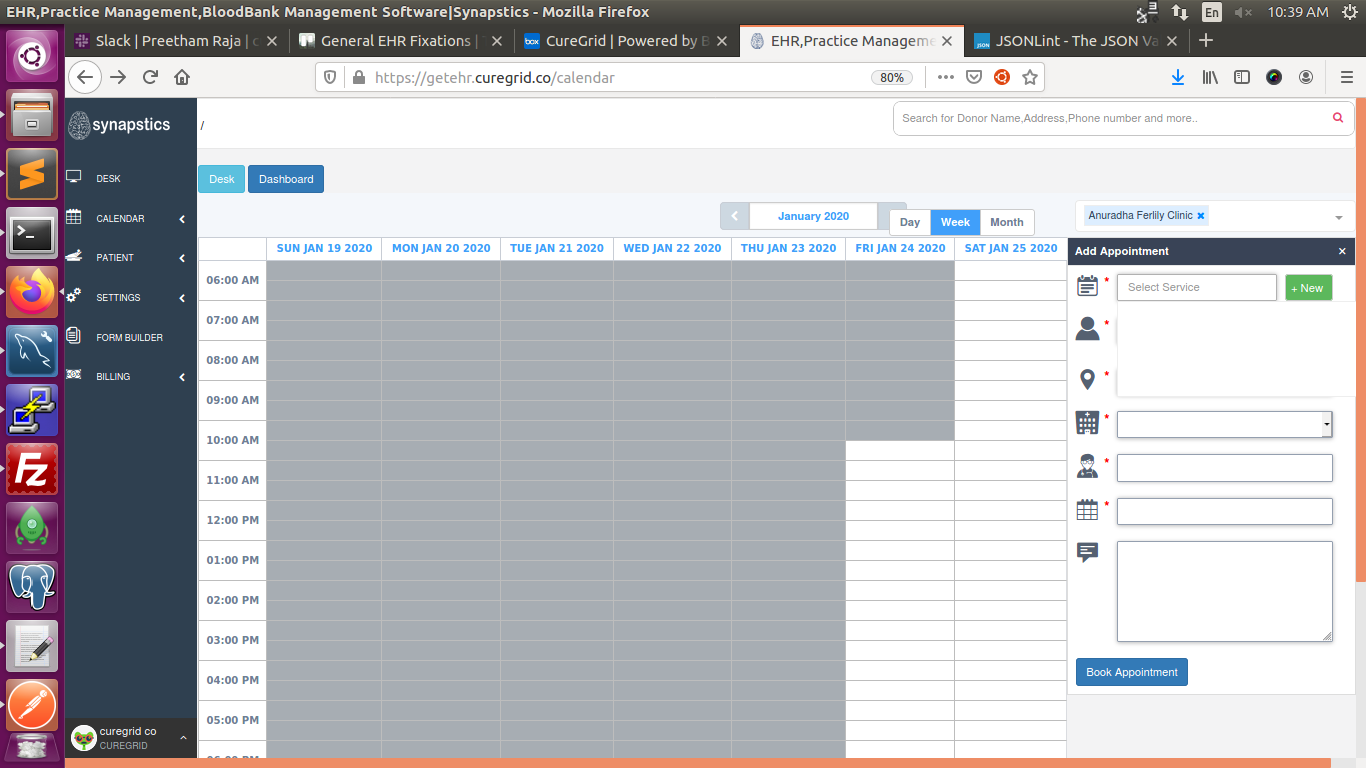 EHR,Practice Management,BloodBank Management Software|Synapstics - Mozilla Firefox
En
10:39 AM
Slack | Preetham Raja | c
General EHR Fixations | T
CureGrid | Powered by B
EHR,Practice Manageme
JSONLint - The JSON Va
https://getehr.curegrid.co/calendar
80%
synapstics
/
Search for Donor Name,Address,Phone number and more..
Desk
Dashboard
DESK
CALENDAR
PATIENT
SETTINGS
FORM BUILDER
BILLING
curegrid co
CUREGRID
January 2020
Day
Week
Month
Anuradha Ferlily Clinic ×
SUN JAN 19 2020
MON JAN 20 2020
TUE JAN 21 2020
WED JAN 22 2020
THU JAN 23 2020
FRI JAN 24 2020
SAT JAN 25 2020
06:00 AM
07:00 AM
08:00 AM
09:00 AM
10:00 AM
11:00 AM
12:00 PM
01:00 PM
02:00 PM
03:00 PM
04:00 PM
05:00 PM
Add Appointment ×
* Select Service
+ New
*
*
*
*
*
Book Appointment